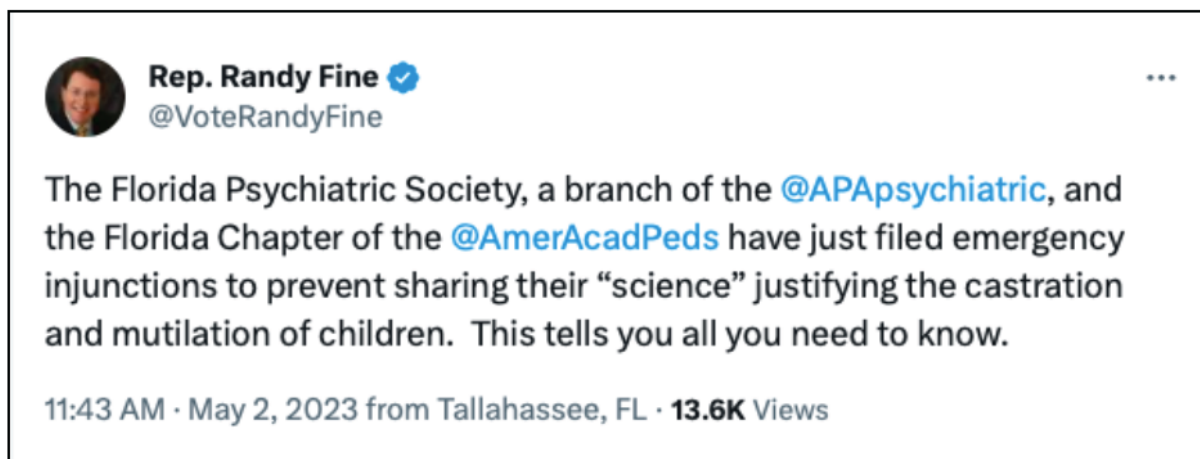 Rep. Randy Fine
@VoteRandyFine
The Florida Psychiatric Society, a branch of the @APApsychiatric, and
the Florida Chapter of the @AmerAcadPeds have just filed emergency
injunctions to prevent sharing their “science” justifying the castration
and mutilation of children.  This tells you all you need to know.
11:43 AM · May 2, 2023 from Tallahassee, FL · 13.6K Views